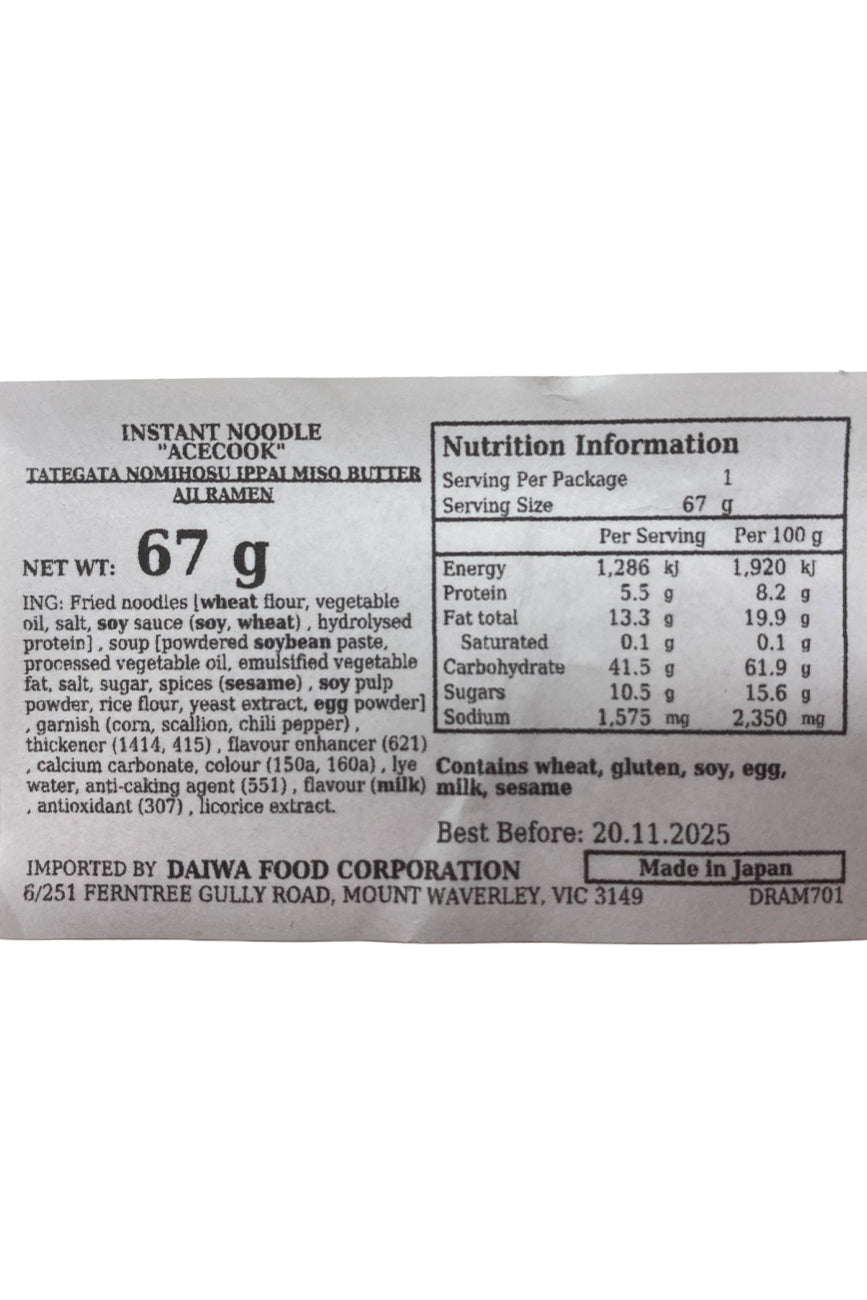 INSTANT NOODLE
"ACECOOK"
TATEGATA NOMIHOSU IPPAI MISO BUTTER
AJI RAMEN
NET WT: 67 g
ING: Fried noodles [wheat flour, vegetable
oil, salt, soy sauce (soy, wheat) , hydrolysed
protein] , soup [powdered soybean paste,
processed vegetable oil, emulsified vegetable
fat, salt, sugar, spices (sesame) , soy pulp
powder, rice flour, yeast extract, egg powder]
, garnish (corn, scallion, chili pepper) ,
thickener (1414, 415) , flavour enhancer (621)
, calcium carbonate, colour (150a, 160a) , lye
water, anti-caking agent (551) , flavour (milk)
, antioxidant (307) , licorice extract.
Nutrition Information
Serving Per Package 1
Serving Size 67 g
Per Serving Per 100 g
Energy 1,286 kJ 1,920 kJ
Protein 5.5 g 8.2 g
Fat total 13.3 g 19.9 g
Saturated 0.1 g 0.1 g
Carbohydrate 41.5 g 61.9 g
Sugars 10.5 g 15.6 g
Sodium 1,575 mg 2,350 mg
Contains wheat, gluten, soy, egg,
milk, sesame
Best Before: 20.11.2025
IMPORTED BY DAIWA FOOD CORPORATION
Made in Japan
6/251 FERNTREE GULLY ROAD, MOUNT WAVERLEY, VIC 3149
DRAM701